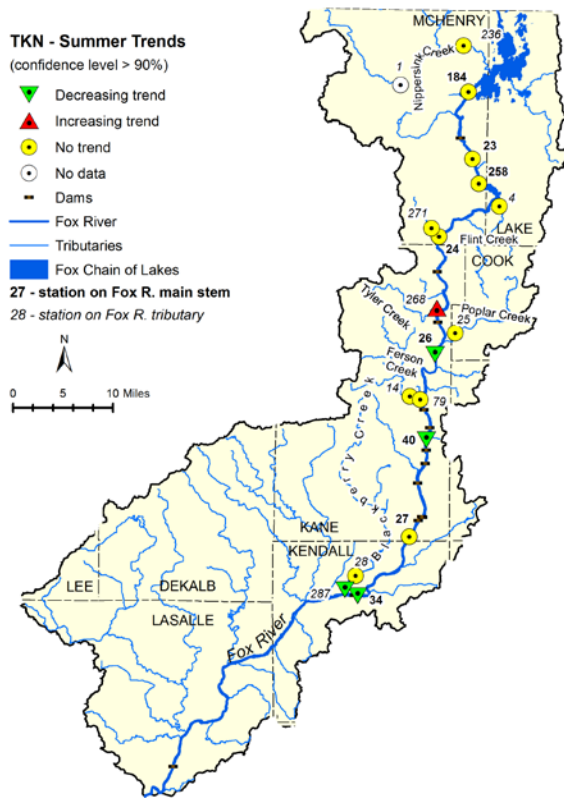 TKN - Summer Trends
(confidence level > 90%)
Decreasing trend
Increasing trend
No trend
No data
Dams
Fox River
Tributaries
Fox Chain of Lakes
27 - station on Fox R. main stem
28 - station on Fox R. tributary
N
0 5 10 Miles
MCHENRY
236
1
Nippersink Creek
184
23
258
4
271
LAKE
24
Flint Creek
COOK
268
Tyler Creek
Poplar Creek
25
26
Ferson Creek
14
79
40
Blackberry Creek
27
KANE
KENDALL
28
LEE
DEKALB
287
34
LASALLE
Fox River